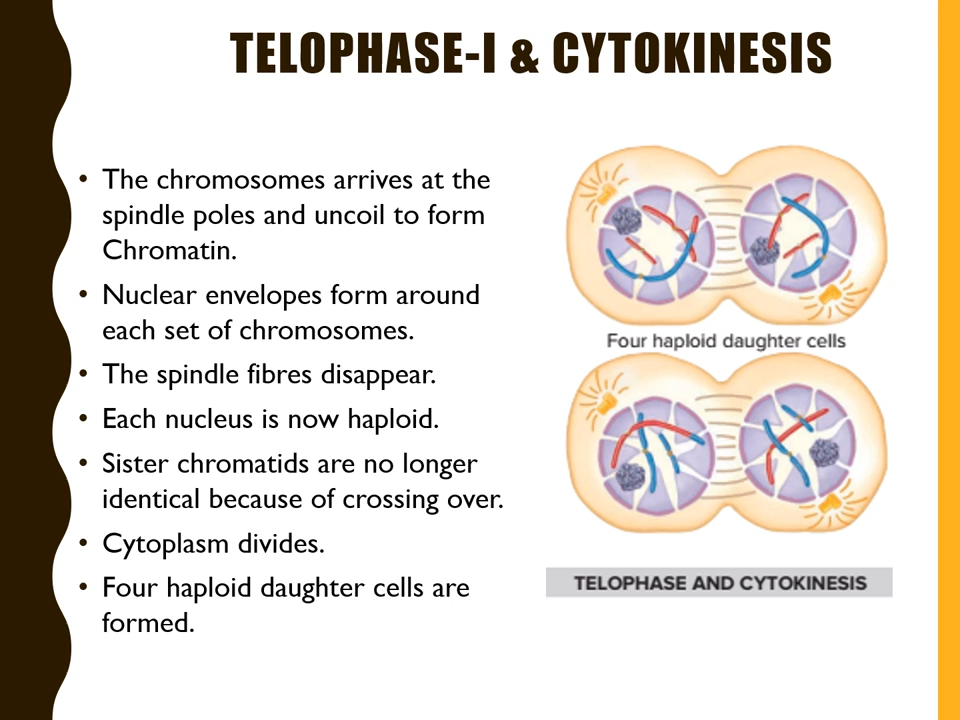 TELOPHASE-I & CYTOKINESIS
• The chromosomes arrives at the
spindle poles and uncoil to form
Chromatin.
• Nuclear envelopes form around
each set of chromosomes.
• The spindle fibres disappear.
• Each nucleus is now haploid.
• Sister chromatids are no longer
identical because of crossing over.
• Cytoplasm divides.
• Four haploid daughter cells are
formed.
Four haploid daughter cells
TELOPHASE AND CYTOKINESIS